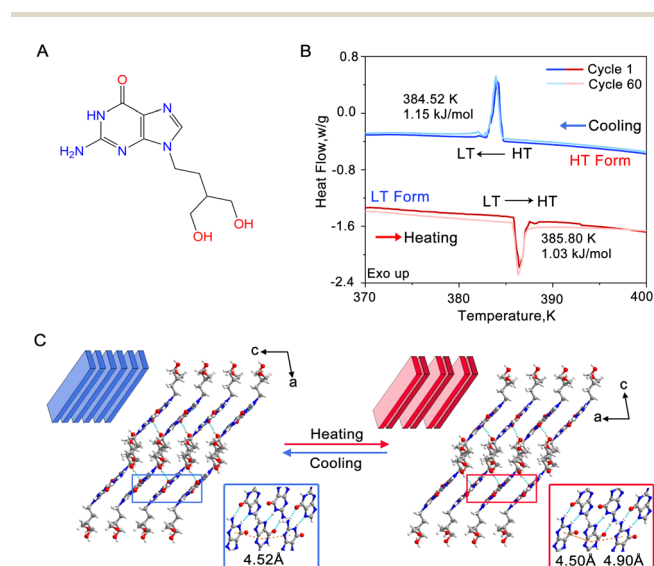 A
O
HN
N
H₂N
N
N
OH
OH
B
0.8
0.0
-0.8
-1.6
-2.4
Heat Flow,w/g
384.52 K
1.15 kJ/mol
Cycle 1
Cycle 60
Cooling
LT ← HT
HT Form
LT Form
LT → HT
Heating
385.80 K
1.03 kJ/mol
Exo up
370 380 390 400
Temperature,K
C
c
a
Heating
Cooling
c
a
4.52Å
4.50Å 4.90Å